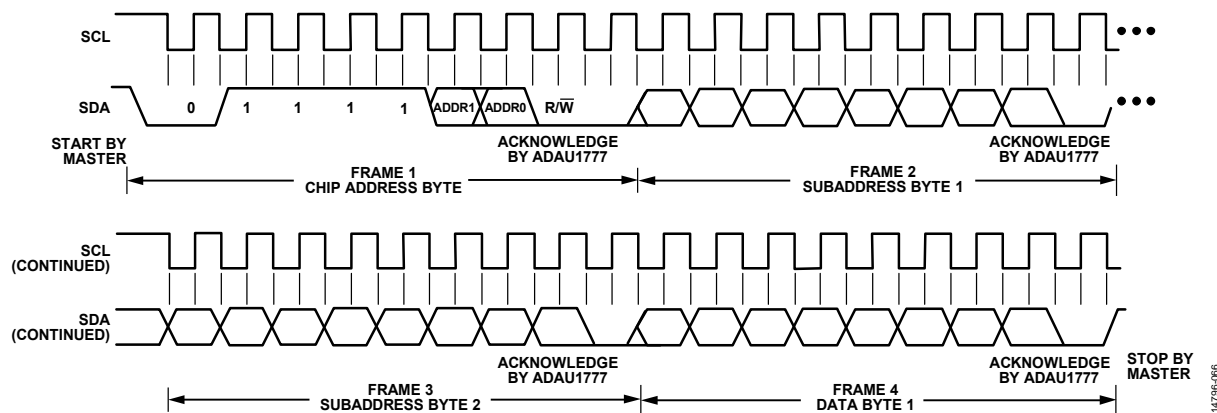 SCL
SDA
0 1 1 1 1 ADDR1 ADDR0 R/W̅
START BY
MASTER
ACKNOWLEDGE
BY ADAU1777
ACKNOWLEDGE
BY ADAU1777
FRAME 1
CHIP ADDRESS BYTE
FRAME 2
SUBADDRESS BYTE 1
SCL
(CONTINUED)
SDA
(CONTINUED)
ACKNOWLEDGE
BY ADAU1777
ACKNOWLEDGE
BY ADAU1777
STOP BY
MASTER
FRAME 3
SUBADDRESS BYTE 2
FRAME 4
DATA BYTE 1
14796-066